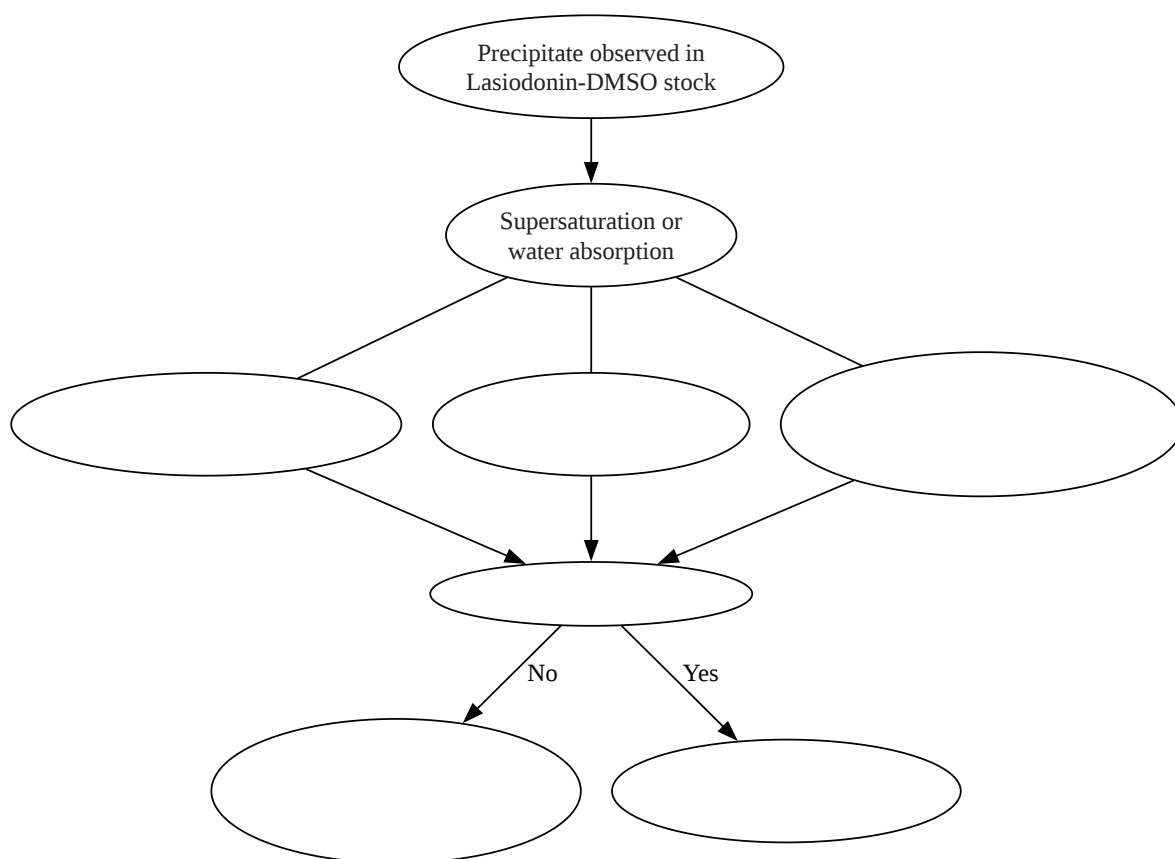 Precipitate observed in
Lasiodonin-DMSO stock
Supersaturation or
water absorption
No
Yes